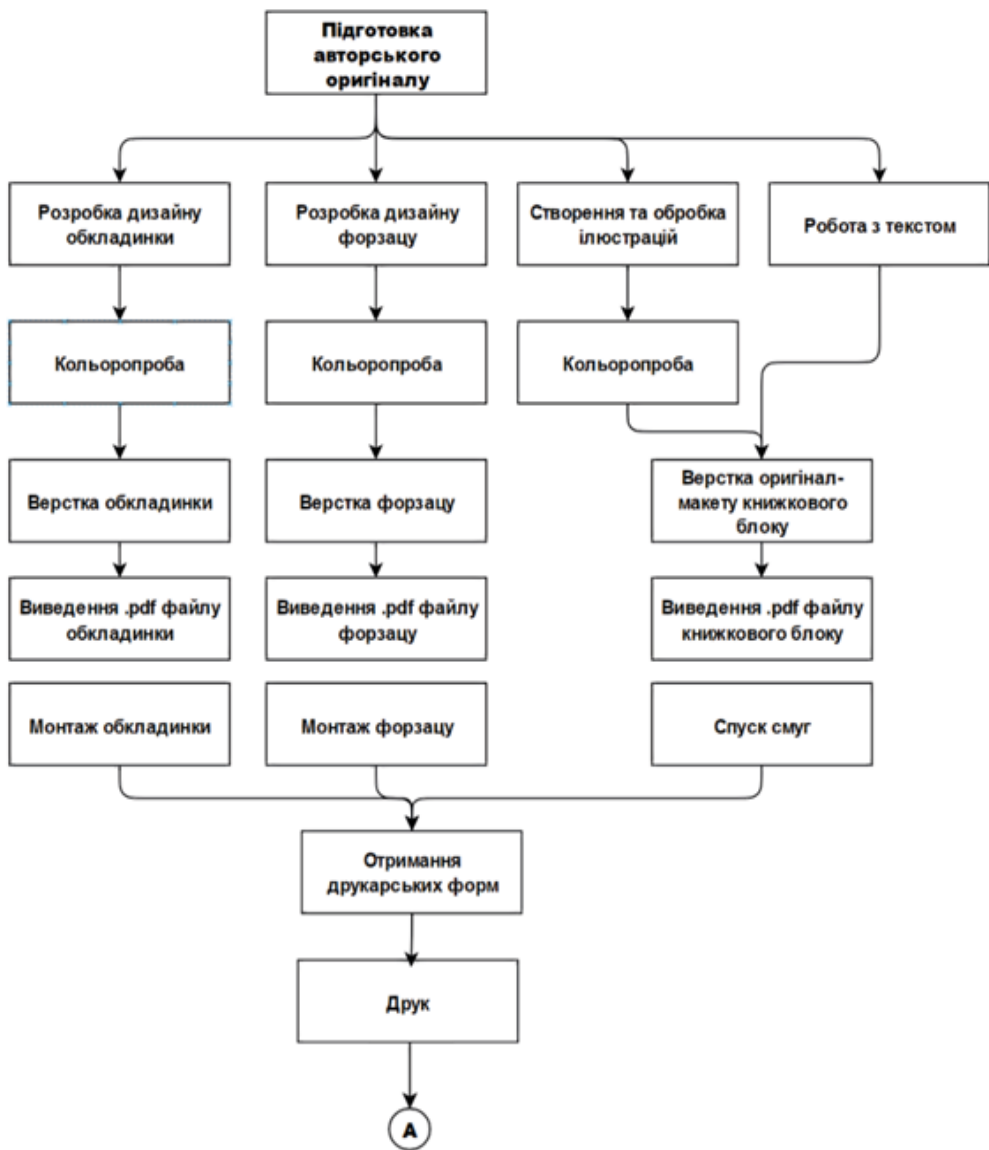 Підготовка
авторського
оригіналу
Розробка дизайну
обкладинки
Розробка дизайну
форзацу
Створення та обробка
ілюстрацій
Робота з текстом
Кольоропроба
Кольоропроба
Кольоропроба
Верстка обкладинки
Верстка форзацу
Верстка оригінал-
макету книжкового
блоку
Виведення .pdf файлу
обкладинки
Виведення .pdf файлу
форзацу
Виведення .pdf файлу
книжкового блоку
Монтаж обкладинки
Монтаж форзацу
Спуск смуг
Отримання
друкарських форм
Друк
А